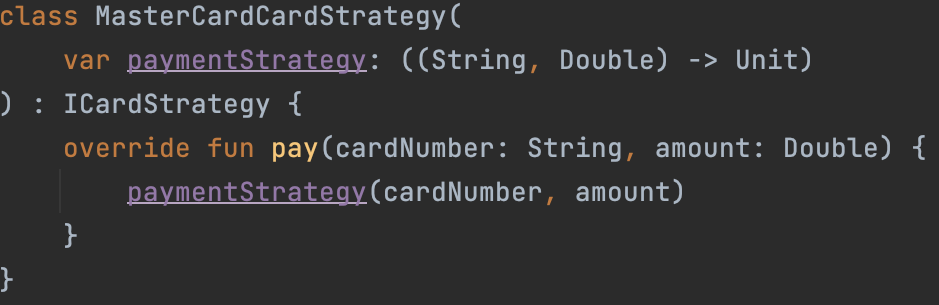 class MasterCardCardStrategy(
    var paymentStrategy: ((String, Double) -> Unit)
) : ICardStrategy {
    override fun pay(cardNumber: String, amount: Double) {
        paymentStrategy(cardNumber, amount)
    }
}